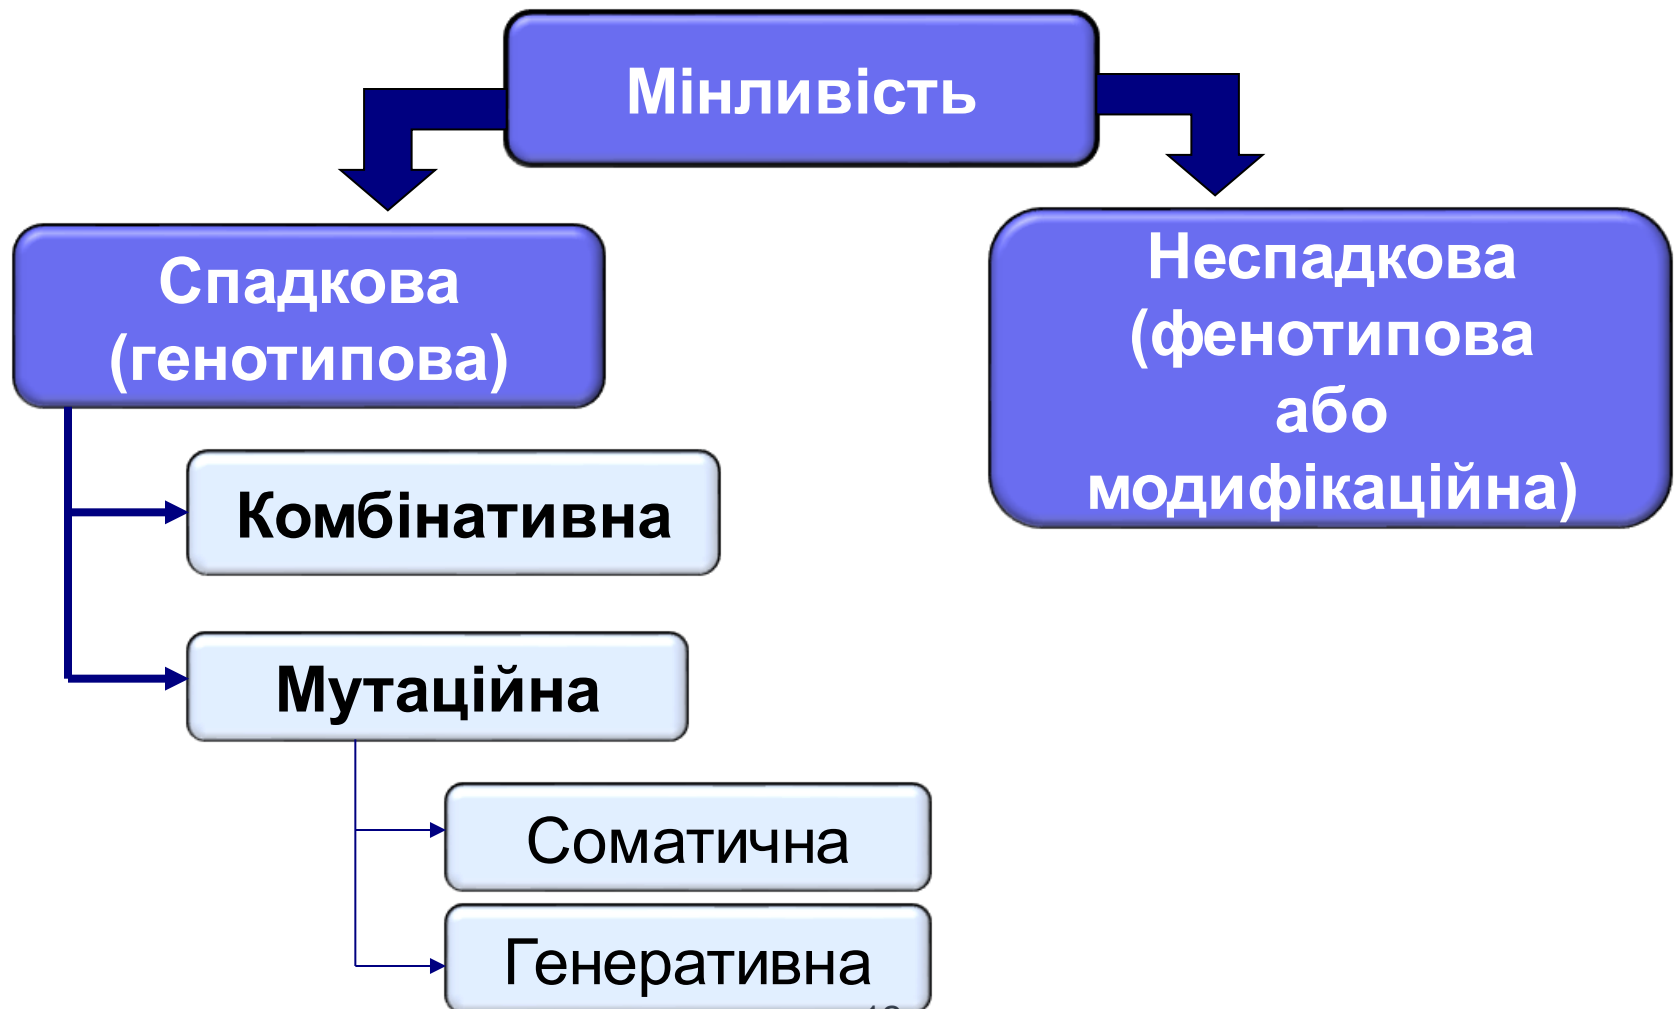 Мінливість
Спадкова
(генотипова)
Неспадкова
(фенотипова
або
модифікаційна)
Комбінативна
Мутаційна
Соматична
Генеративна